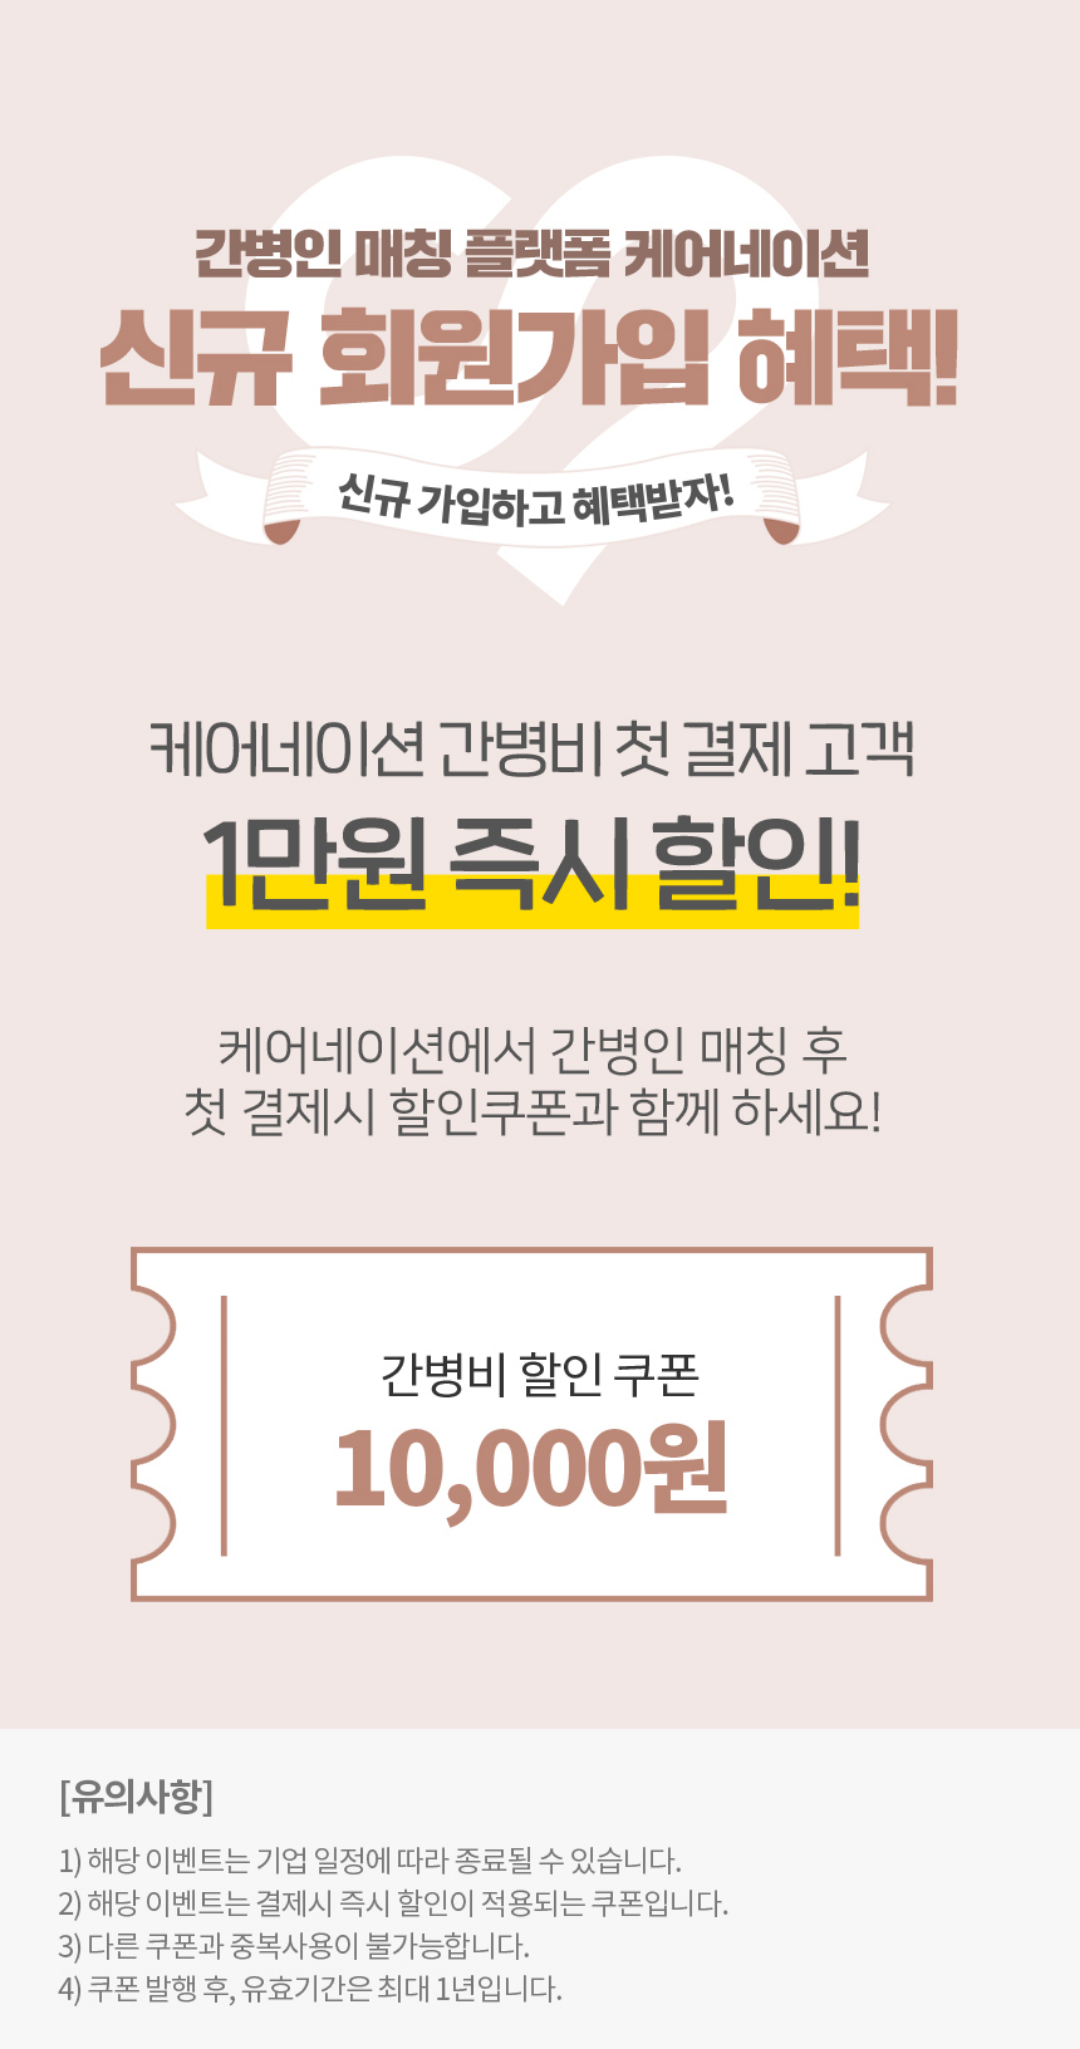 간병인 매칭 플랫폼 케어네이션
신규 회원가입 혜택!
신규 가입하고 혜택받자!
케어네이션 간병비 첫 결제 고객
1만원 즉시 할인!
케어네이션에서 간병인 매칭 후
첫 결제시 할인쿠폰과 함께 하세요!
간병비 할인 쿠폰
10,000원
[유의사항]
1) 해당 이벤트는 기업 일정에 따라 종료될 수 있습니다.
2) 해당 이벤트는 결제시 즉시 할인이 적용되는 쿠폰입니다.
3) 다른 쿠폰과 중복사용이 불가능합니다.
4) 쿠폰 발행 후, 유효기간은 최대 1년입니다.